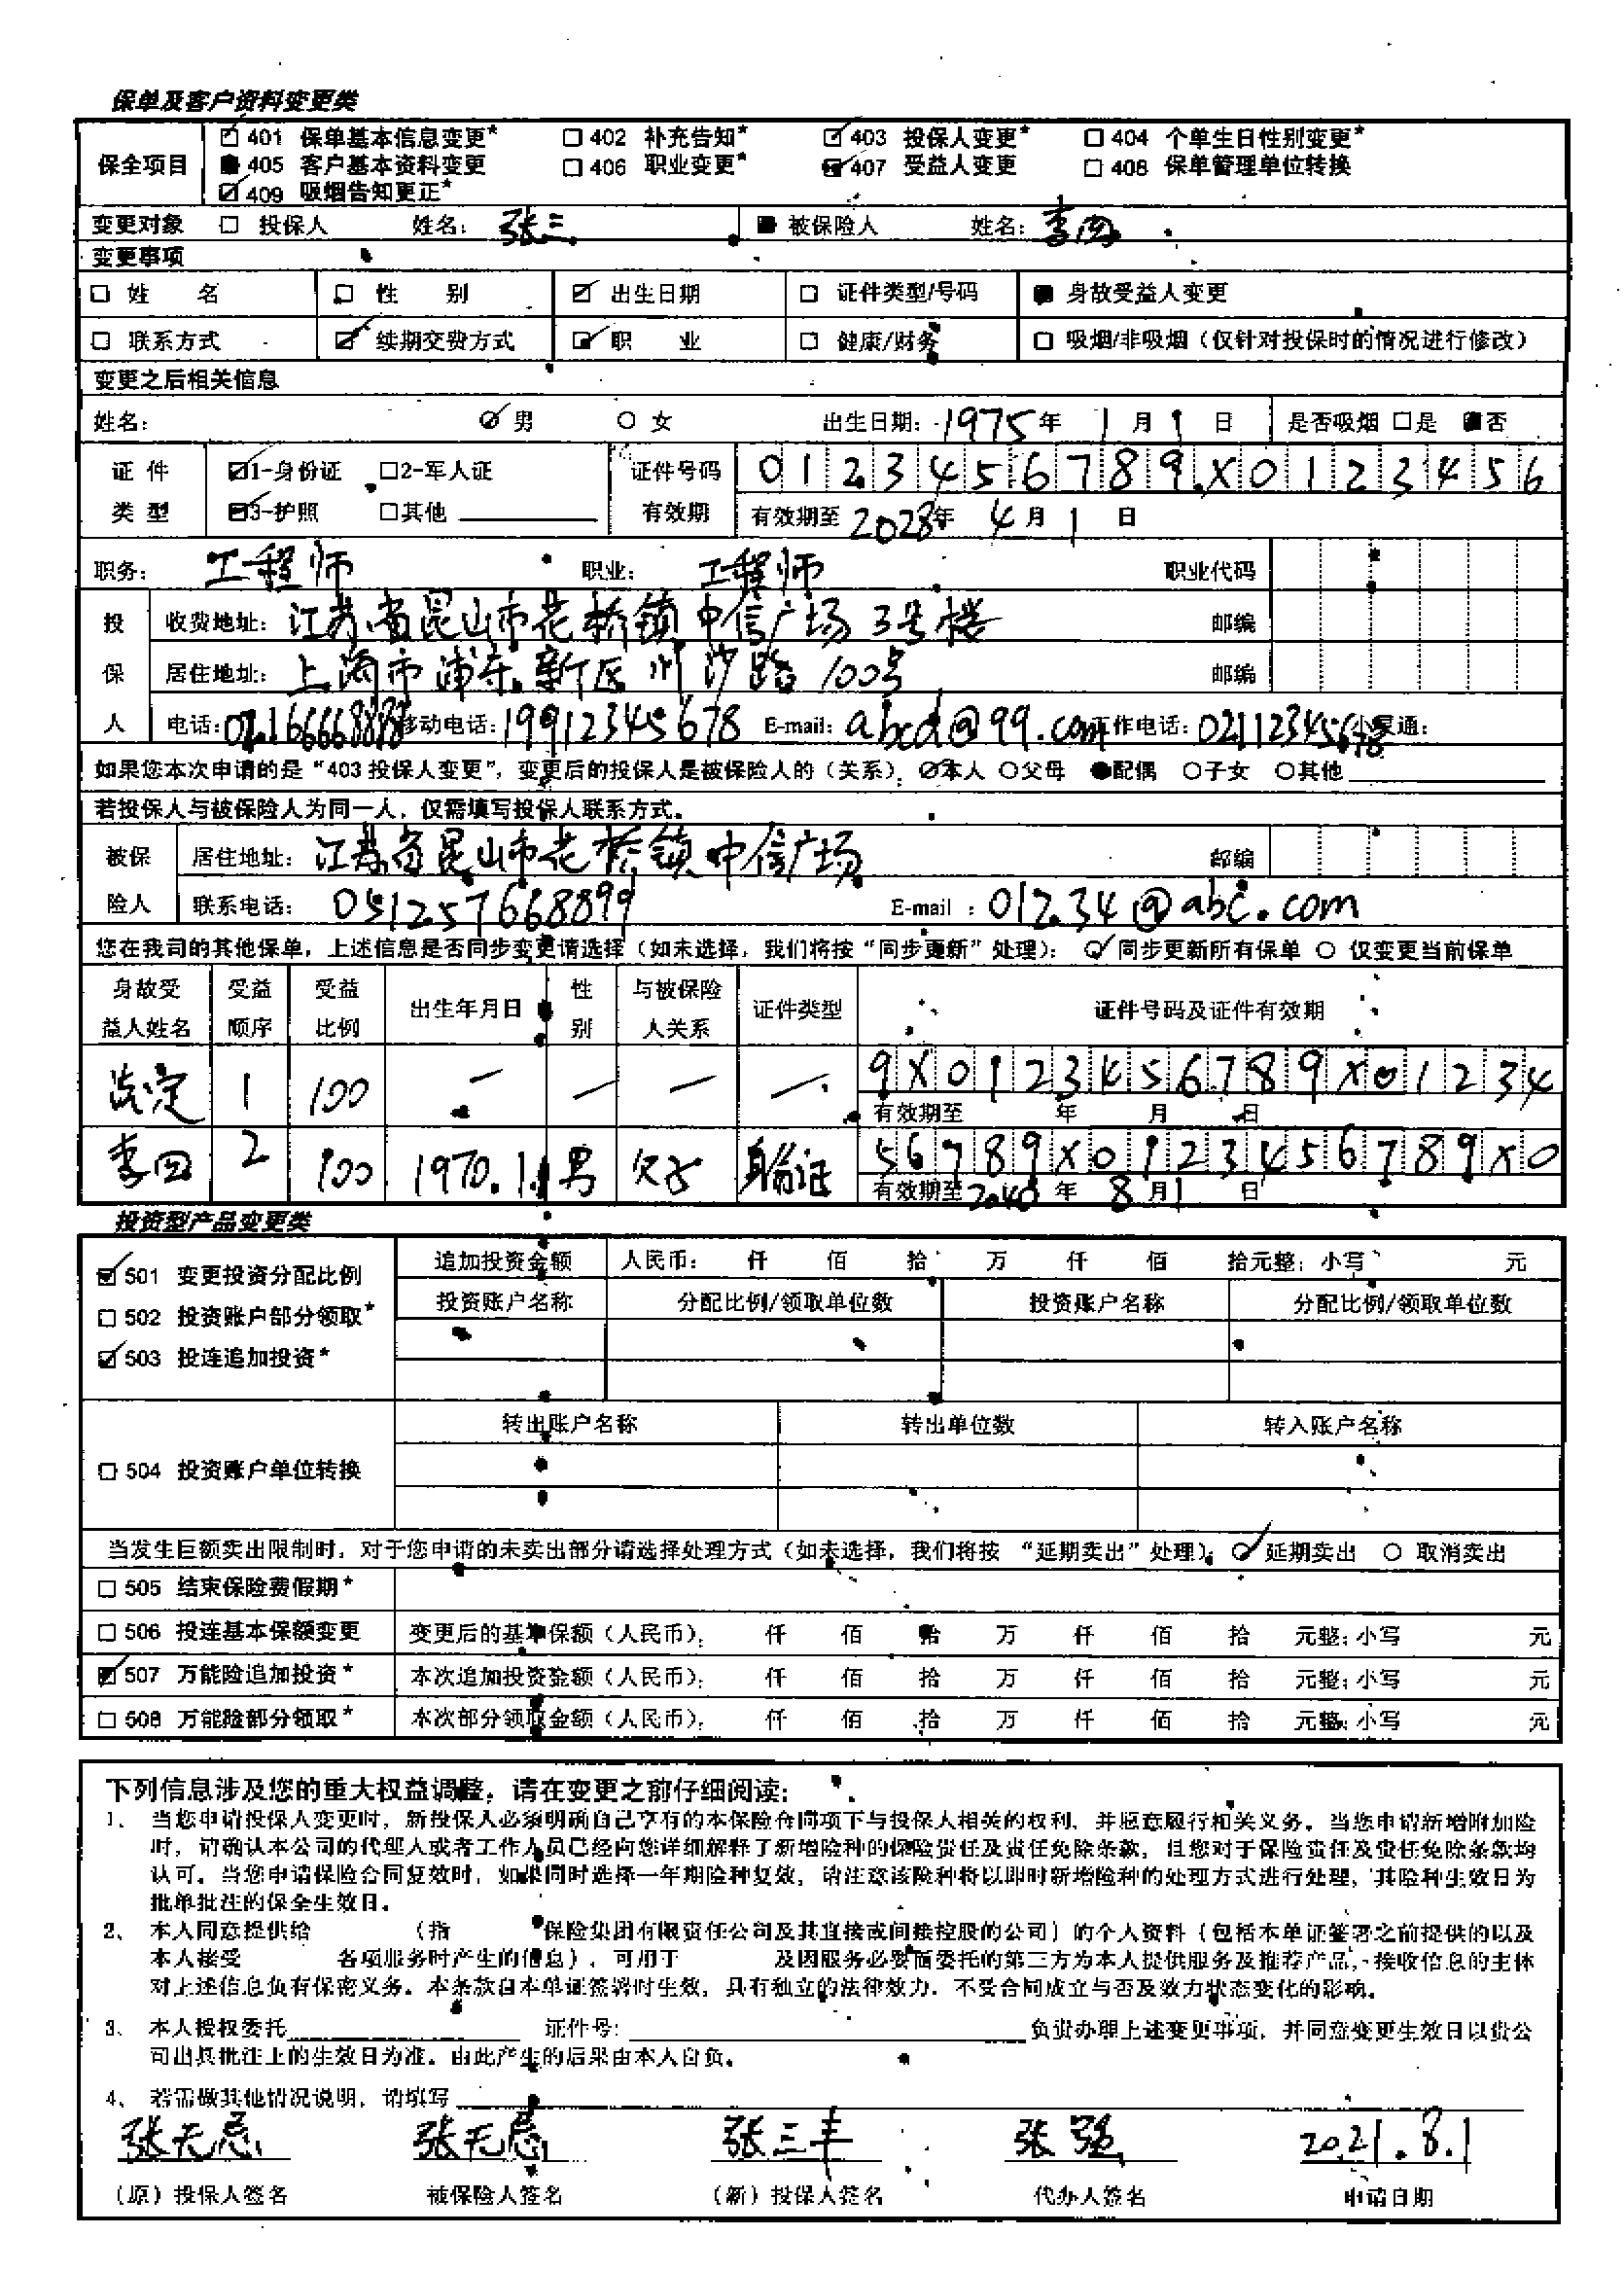 保单及客户资料变更类
保全项目 ☑ 401 保单基本信息变更* □ 402 补充告知* ☑ 403 投保人变更* □ 404 个单生日性别变更*
■ 405 客户基本资料变更 □ 406 职业变更* ☑ 407 受益人变更 □ 408 保单管理单位转换
☑ 409 吸烟告知更正*
变更对象 □ 投保人 姓名: 张三 ■ 被保险人 姓名: 李四
变更事项
□ 姓 名 □ 性 别 ☑ 出生日期 □ 证件类型/号码 ■ 身故受益人变更
□ 联系方式 ☑ 续期交费方式 ☑ 职 业 □ 健康/财务 □ 吸烟/非吸烟（仅针对投保时的情况进行修改）
变更之后相关信息
姓名: ☑ 男 ○ 女 出生日期: 1975 年 1 月 1 日 是否吸烟 □是 ■否
证件类型 ☑1-身份证 □2-军人证 证件号码 0123456789X0123456
☑3-护照 □其他 有效期 有效期至 2028 年 4 月 1 日
职务: 工程师 职业: 工程师 职业代码
投保人 收费地址: 江苏省昆山市花桥镇中信广场3号楼 邮编
居住地址: 上海市浦东新区川沙路100号 邮编
电话: 02166668888 移动电话: 19912345678 E-mail: abcd@99.com 工作电话: 02112345678 小灵通:
如果您本次申请的是“403 投保人变更”，变更后的投保人是被保险人的（关系）: ☑本人 ○父母 ●配偶 ○子女 ○其他
若投保人与被保险人为同一人，仅需填写投保人联系方式。
被保险人 居住地址: 江苏省昆山市花桥镇中信广场 邮编
联系电话: 051257668899 E-mail : 01234@abc.com
您在我司的其他保单，上述信息是否同步变更请选择（如未选择，我们将按“同步更新”处理）: ☑ 同步更新所有保单 ○ 仅变更当前保单
身故受益人姓名 受益顺序 受益比例 出生年月日 性别 与被保险人关系 证件类型 证件号码及证件有效期
法定 1 100 — — — — 9X0123456789X01234
有效期至 年 月 日
李四 2 100 1970.1.1 男 父子 身份证 56789X0123456789X0
有效期至 2040 年 8 月 1 日
投资型产品变更类
☑ 501 变更投资分配比例 追加投资金额 人民币: 仟 佰 拾 万 仟 佰 拾元整; 小写 元
□ 502 投资账户部分领取* 投资账户名称 分配比例/领取单位数 投资账户名称 分配比例/领取单位数
☑ 503 投连追加投资*
□ 504 投资账户单位转换 转出账户名称 转出单位数 转入账户名称
当发生巨额卖出限制时，对于您申请的未卖出部分请选择处理方式（如未选择，我们将按 “延期卖出” 处理）: ☑ 延期卖出 ○ 取消卖出
□ 505 结束保险费假期*
□ 506 投连基本保额变更 变更后的基本保额（人民币）: 仟 佰 拾 万 仟 佰 拾 元整; 小写 元
☑ 507 万能险追加投资* 本次追加投资金额（人民币）: 仟 佰 拾 万 仟 佰 拾 元整; 小写 元
□ 508 万能险部分领取* 本次部分领取金额（人民币）: 仟 佰 拾 万 仟 佰 拾 元整; 小写 元
下列信息涉及您的重大权益调整，请在变更之前仔细阅读:
1、当您申请投保人变更时，新投保人必须明确自己享有的本保险合同项下与投保人相关的权利，并愿意履行相关义务。当您申请新增附加险
时，请确认本公司的代理人或者工作人员已经向您详细解释了新增险种的保险责任及责任免除条款，且您对于保险责任及责任免除条款均
认可。当您申请保险合同复效时，如果同时选择一年期险种复效，请注意该险种将以即时新增险种的处理方式进行处理，其险种生效日为
批单批注的保全生效日。
2、本人同意提供给 （指 保险集团有限责任公司及其直接或间接控股的公司）的个人资料（包括本单证签署之前提供的以及
本人接受 各项服务时产生的信息），可用于 及因服务必要而委托的第三方为本人提供服务及推荐产品，接收信息的主体
对上述信息负有保密义务。本条款自本单证签署时生效，具有独立的法律效力，不受合同成立与否及效力状态变化的影响。
3、本人授权委托 证件号: 负责办理上述变更事项，并同意变更生效日以贵公
司出具批注上的生效日为准。由此产生的后果由本人自负。
4、若需做其他情况说明，请填写
张无忌 张无忌 张三丰 张强 2021.8.1
（原）投保人签名 被保险人签名 （新）投保人签名 代办人签名 申请日期